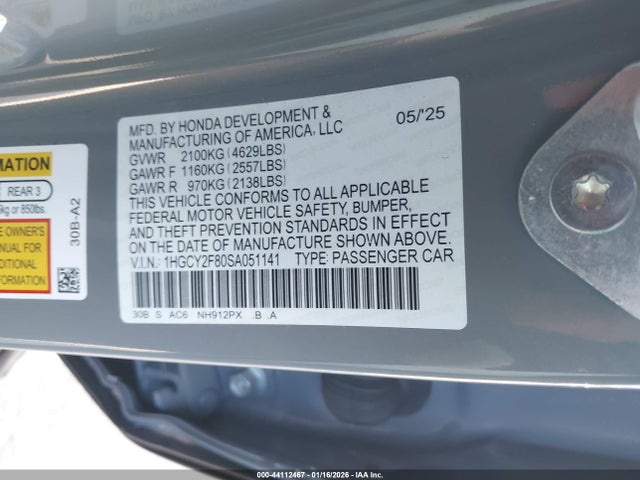 MFD. BY HONDA DEVELOPMENT &
MANUFACTURING OF AMERICA, LLC
05/'25
GVWR 2100KG (4629LBS)
GAWR F 1160KG (2557LBS)
GAWR R 970KG (2138LBS)
THIS VEHICLE CONFORMS TO ALL APPLICABLE
FEDERAL MOTOR VEHICLE SAFETY, BUMPER,
AND THEFT PREVENTION STANDARDS IN EFFECT
ON THE DATE OF MANUFACTURE SHOWN ABOVE.
V.I.N.: 1HGCY2F80SA051141 TYPE: PASSENGER CAR
30B S AC6 NH912PX .B .A
MATION
REAR 3
kg or 850lbs.
E OWNER'S
ANUAL FOR
DDITIONAL
FORMATION
30B-A2
000-44112467 - 01/16/2026 - IAA Inc.